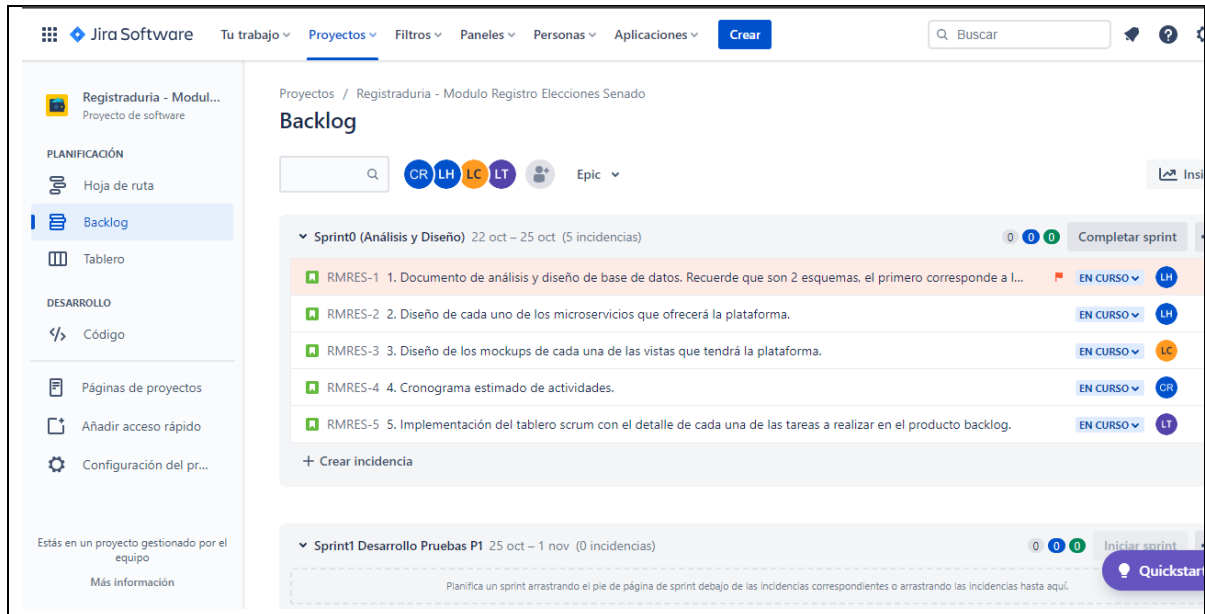 Jira Software Tu trabajo Proyectos Filtros Paneles Personas Aplicaciones Crear Buscar
Registraduria - Modul...
Proyecto de software
PLANIFICACIÓN
Hoja de ruta
Backlog
Tablero
DESARROLLO
Código
Páginas de proyectos
Añadir acceso rápido
Configuración del pr...
Estás en un proyecto gestionado por el
equipo
Más información
Proyectos / Registraduria - Modulo Registro Elecciones Senado
Backlog
CR LH LC LT Epic Insi
Sprint0 (Análisis y Diseño) 22 oct – 25 oct (5 incidencias) 0 0 0 Completar sprint
RMRES-1 1. Documento de análisis y diseño de base de datos. Recuerde que son 2 esquemas, el primero corresponde a l... EN CURSO LH
RMRES-2 2. Diseño de cada uno de los microservicios que ofrecerá la plataforma. EN CURSO LH
RMRES-3 3. Diseño de los mockups de cada una de las vistas que tendrá la plataforma. EN CURSO LC
RMRES-4 4. Cronograma estimado de actividades. EN CURSO CR
RMRES-5 5. Implementación del tablero scrum con el detalle de cada una de las tareas a realizar en el producto backlog. EN CURSO LT
+ Crear incidencia
Sprint1 Desarrollo Pruebas P1 25 oct – 1 nov (0 incidencias) 0 0 0 Iniciar sprint
Planifica un sprint arrastrando el pie de página de sprint debajo de las incidencias correspondientes o arrastrando las incidencias hasta aquí.
Quickstart